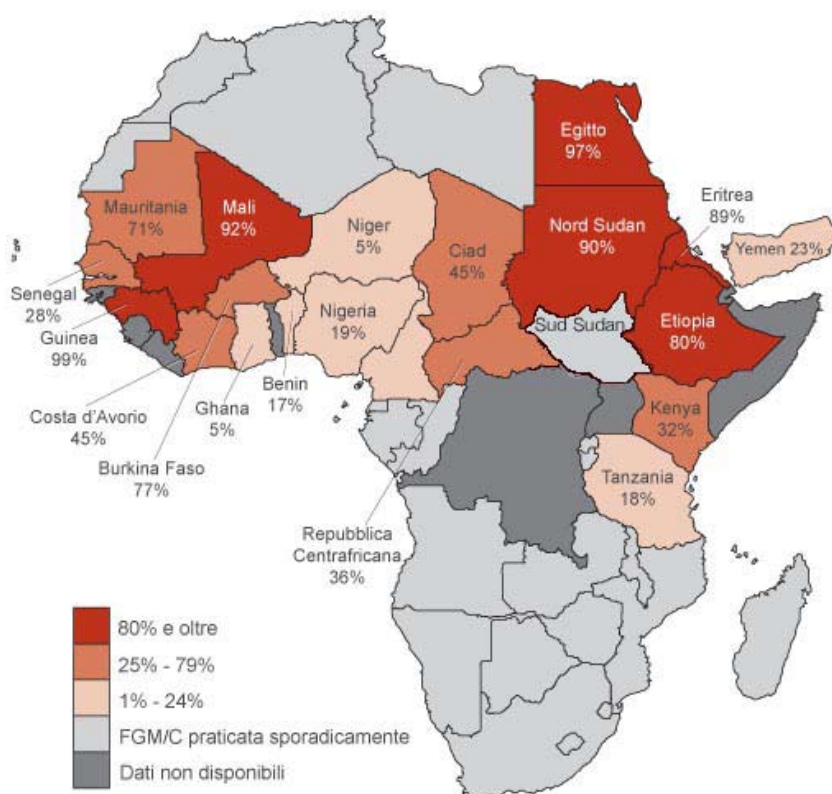 Egitto
97%
Eritrea
89%
Mauritania
71%
Mali
92%
Niger
5%
Ciad
45%
Nord Sudan
90%
Yemen 23%
Senegal
28%
Guinea
99%
Nigeria
19%
Sud Sudan
Etiopia
80%
Costa d'Avorio
45%
Ghana
5%
Benin
17%
Burkina Faso
77%
Kenya
32%
Tanzania
18%
Repubblica
Centrafricana
36%
80% e oltre
25% - 79%
1% - 24%
FGM/C praticata sporadicamente
Dati non disponibili